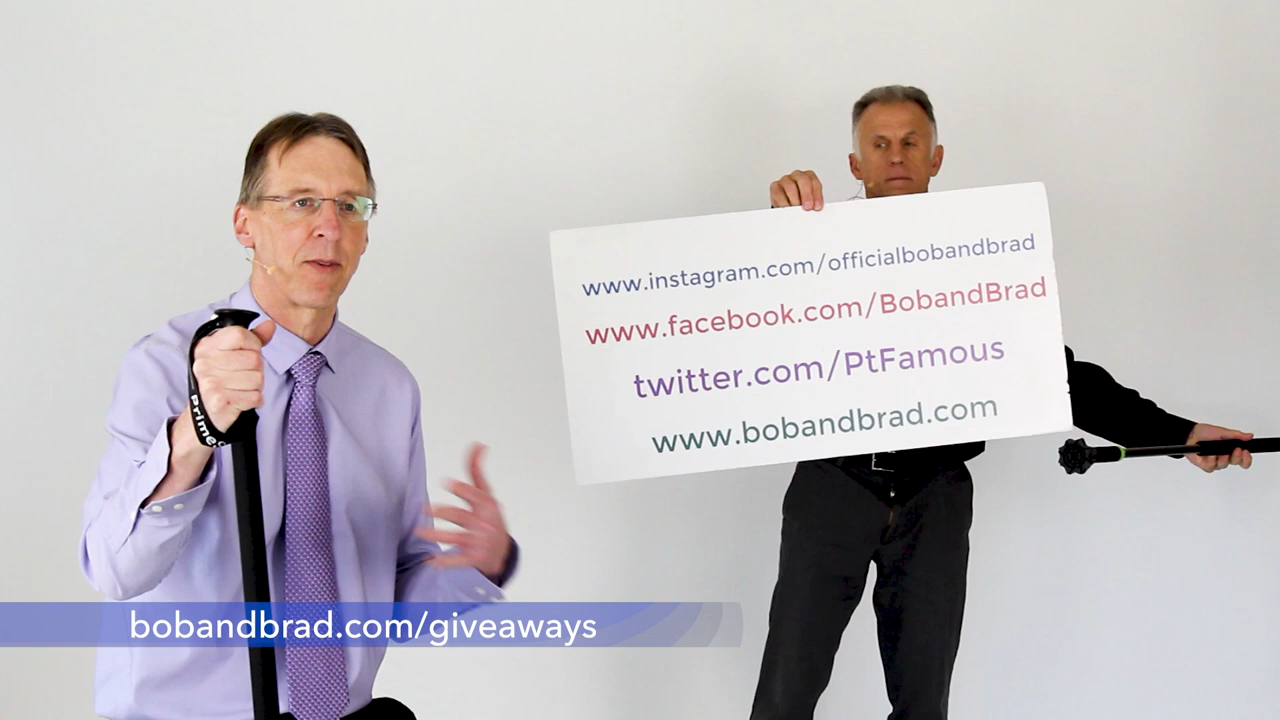 www.instagram.com/officialbobandbrad
www.facebook.com/BobandBrad
twitter.com/PtFamous
www.bobandbrad.com
bobandbrad.com/giveaways